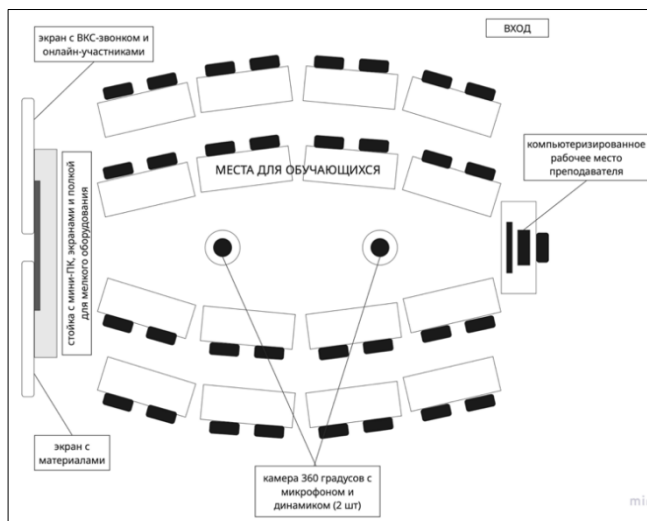 экран с ВКС-звонком и
онлайн-участниками
ВХОД
МЕСТА ДЛЯ ОБУЧАЮЩИХСЯ
компьютеризированное
рабочее место
преподавателя
стойка с мини-ПК, экранами и полкой
для мелкого оборудования
экран с
материалами
камера 360 градусов с
микрофоном и
динамиком (2 шт)